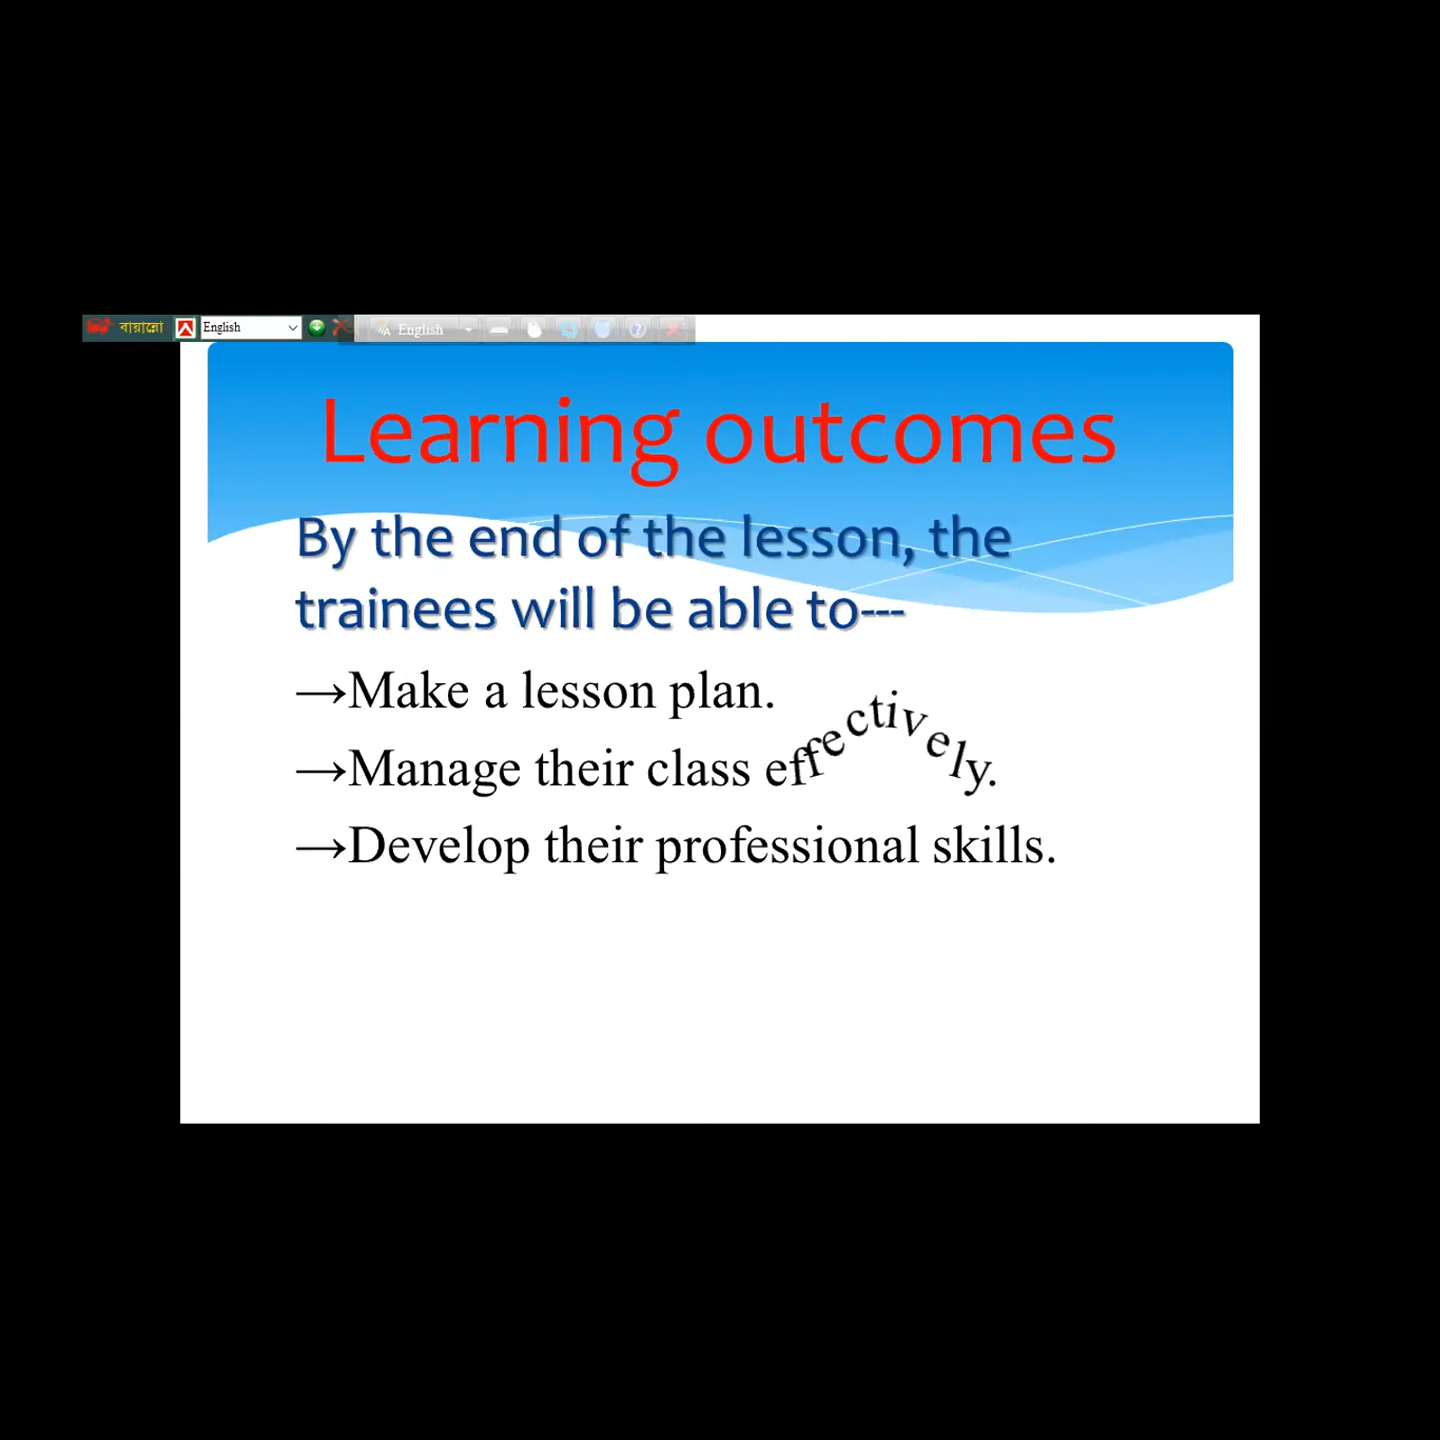 বায়ান্নো English English
Learning outcomes
By the end of the lesson, the
trainees will be able to---
→Make a lesson plan.
→Manage their class effectively.
→Develop their professional skills.